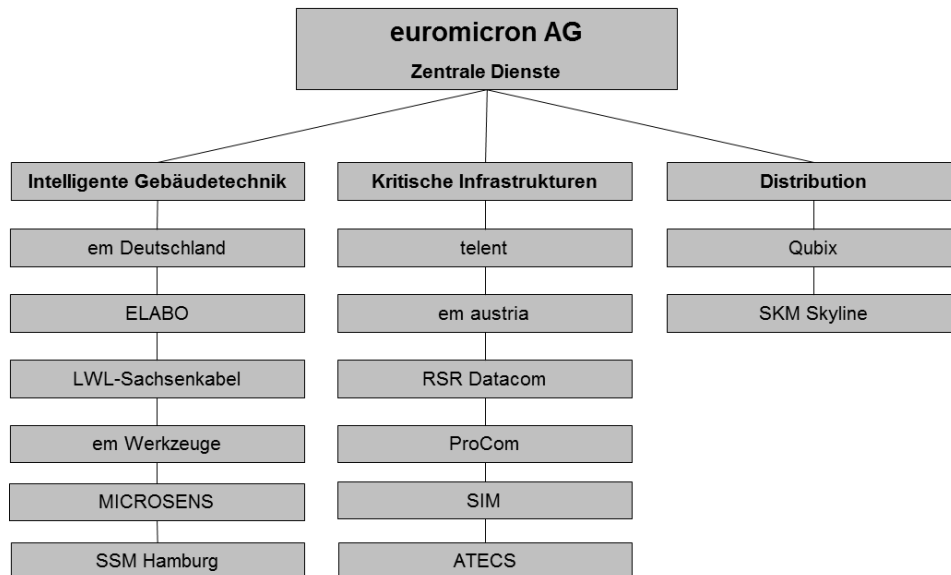 euromicron AG
Zentrale Dienste
Intelligente Gebäudetechnik
em Deutschland
ELABO
LWL-Sachsenkabel
em Werkzeuge
MICROSENS
SSM Hamburg
Kritische Infrastrukturen
telent
em austria
RSR Datacom
ProCom
SIM
ATECS
Distribution
Qubix
SKM Skyline